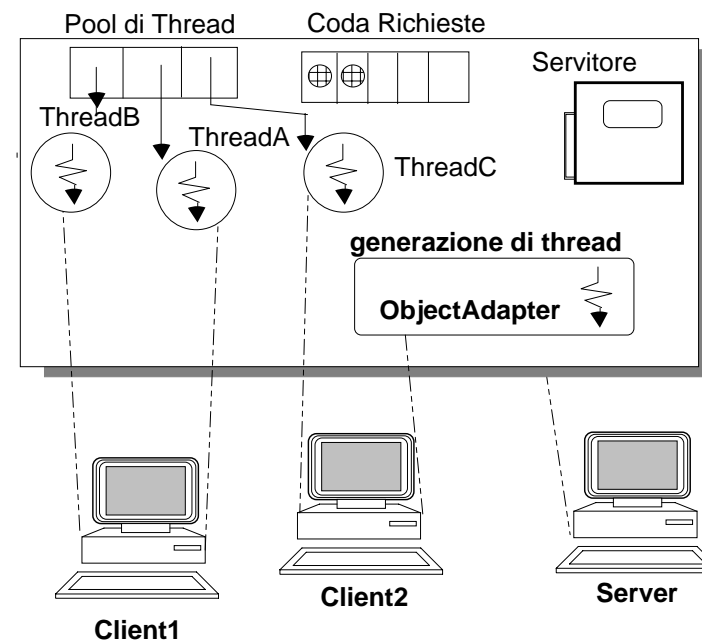 Pool di Thread
Coda Richieste
Servitore
ThreadB
ThreadA
ThreadC
generazione di thread
ObjectAdapter
Client1
Client2
Server